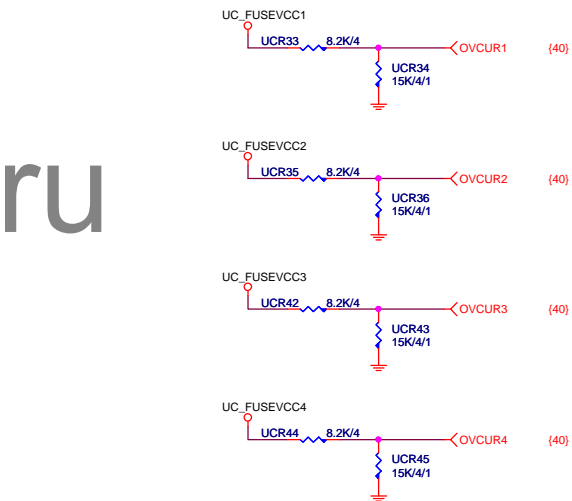 UC_FUSEVCC1
UCR33 8.2K/4 OVCUR1 {40}
UCR34
15K/4/1
UC_FUSEVCC2
ru
UCR35 8.2K/4 OVCUR2 {40}
UCR36
15K/4/1
UC_FUSEVCC3
UCR42 8.2K/4 OVCUR3 {40}
UCR43
15K/4/1
UC_FUSEVCC4
UCR44 8.2K/4 OVCUR4 {40}
UCR45
15K/4/1